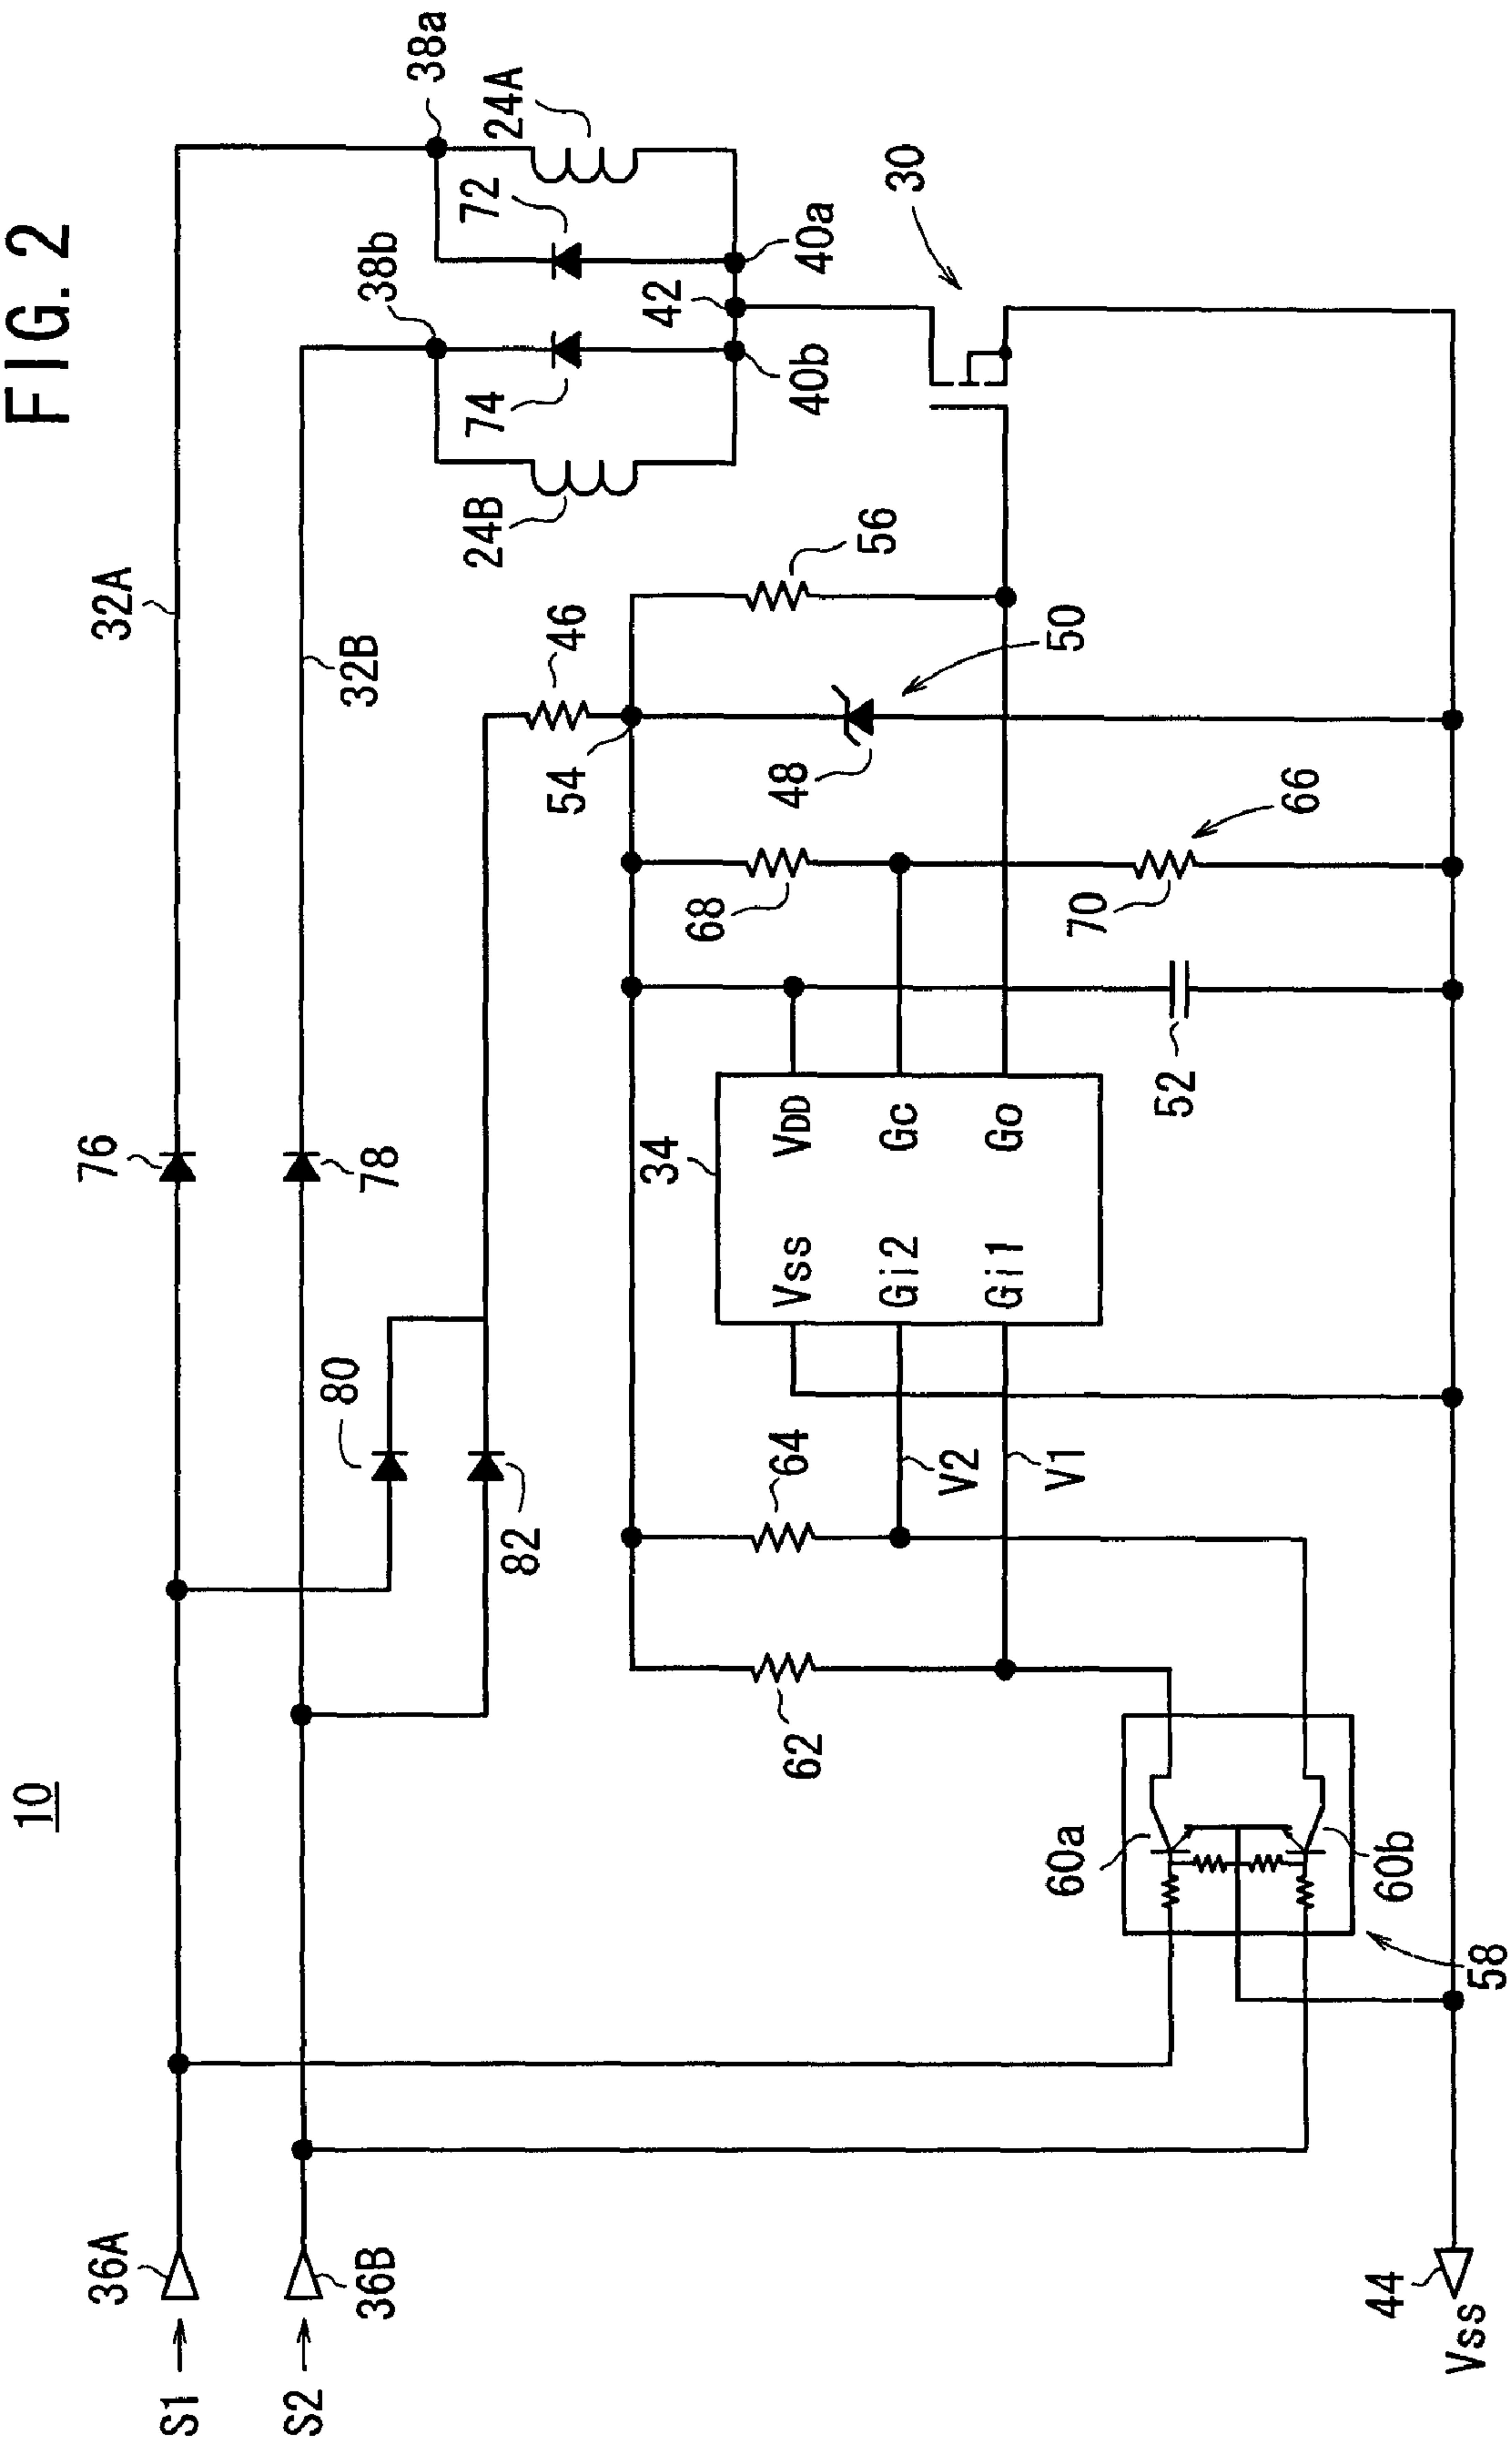 FIG. 2
10
S1
36A
S2
36B
76
32A
38a
78
32B
38b
80
82
46
54
72
24A
74
24B
42
40a
40b
30
62
64
34
VDD
Gc
Go
Vss
Gi2
Gi1
V2
V1
68
48
56
50
70
66
52
60a
60b
58
44
Vss